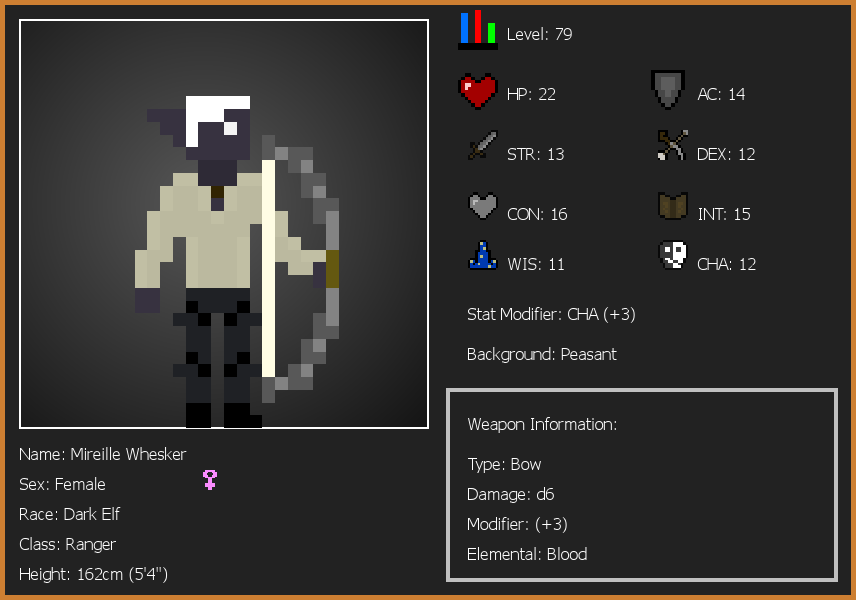 Level: 79
HP: 22
AC: 14
STR: 13
DEX: 12
CON: 16
INT: 15
WIS: 11
CHA: 12
Stat Modifier: CHA (+3)
Background: Peasant
Weapon Information:
Type: Bow
Damage: d6
Modifier: (+3)
Elemental: Blood
Name: Mireille Whesker
Sex: Female
Race: Dark Elf
Class: Ranger
Height: 162cm (5'4")